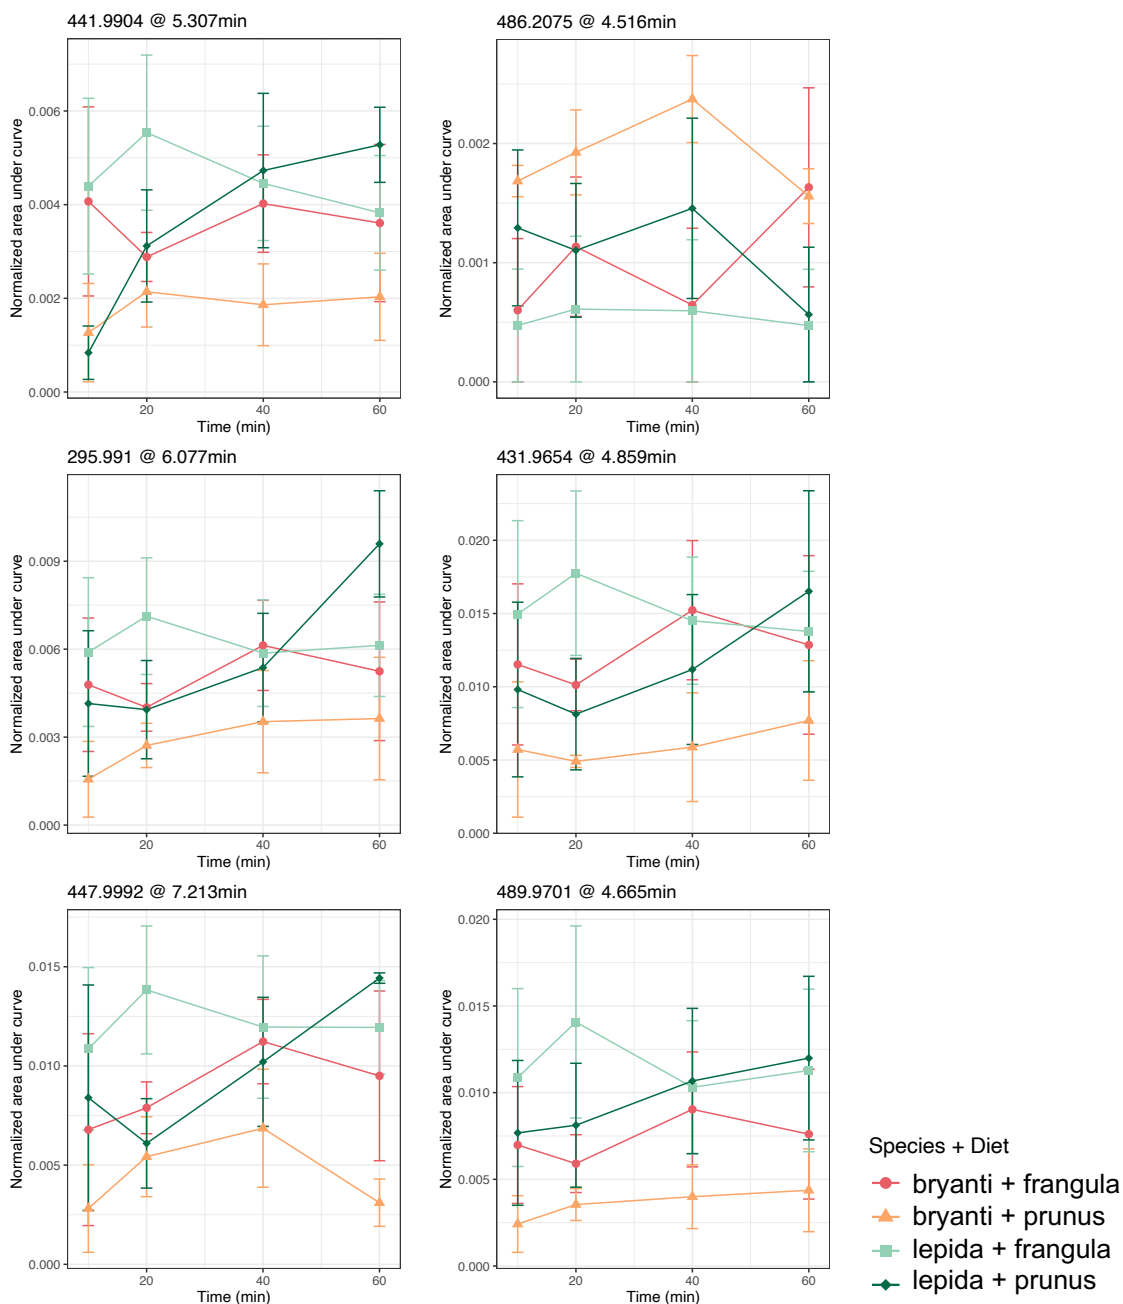 441.9904 @ 5.307min
Normalized area under curve
0.006
0.004
0.002
0.000
20 40 60
Time (min)
486.2075 @ 4.516min
Normalized area under curve
0.002
0.001
0.000
20 40 60
Time (min)
295.991 @ 6.077min
Normalized area under curve
0.009
0.006
0.003
0.000
20 40 60
Time (min)
431.9654 @ 4.859min
Normalized area under curve
0.020
0.015
0.010
0.005
0.000
20 40 60
Time (min)
447.9992 @ 7.213min
Normalized area under curve
0.015
0.010
0.005
0.000
20 40 60
Time (min)
489.9701 @ 4.665min
Normalized area under curve
0.020
0.015
0.010
0.005
0.000
20 40 60
Time (min)
Species + Diet
bryanti + frangula
bryanti + prunus
lepida + frangula
lepida + prunus